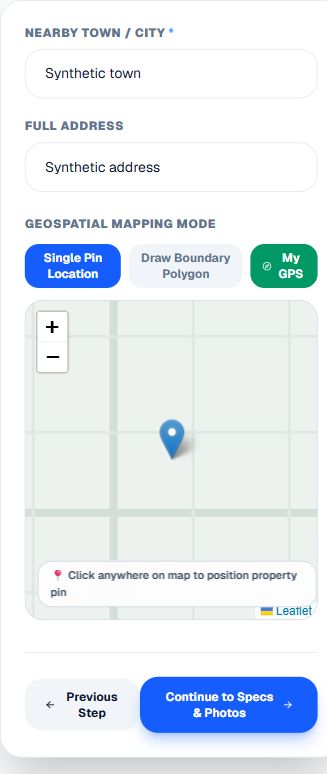 NEARBY TOWN / CITY *
Synthetic town
FULL ADDRESS
Synthetic address
GEOSPATIAL MAPPING MODE
Single Pin
Location
Draw Boundary
Polygon
My
GPS
+
−
📍 Click anywhere on map to position property
pin
Leaflet
← Previous
Step
Continue to Specs →
& Photos